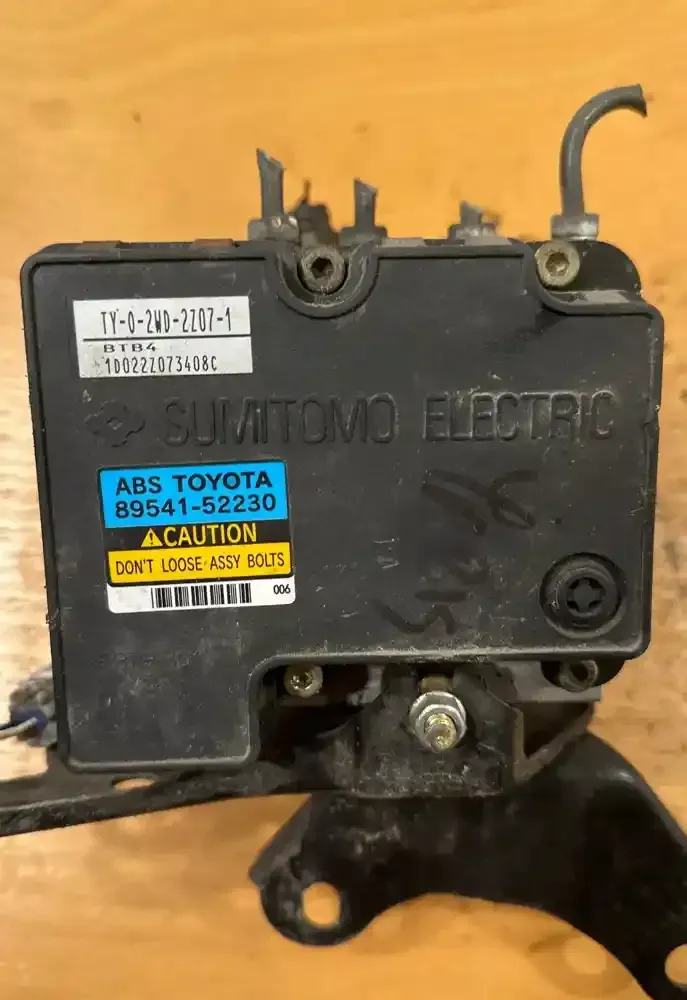 TY-0-2WD-2Z07-1
BTB4
1D022Z073408C
SUMITOMO ELECTRIC
ABS TOYOTA
89541-52230
⚠CAUTION
DON'T LOOSE ASSY BOLTS
006